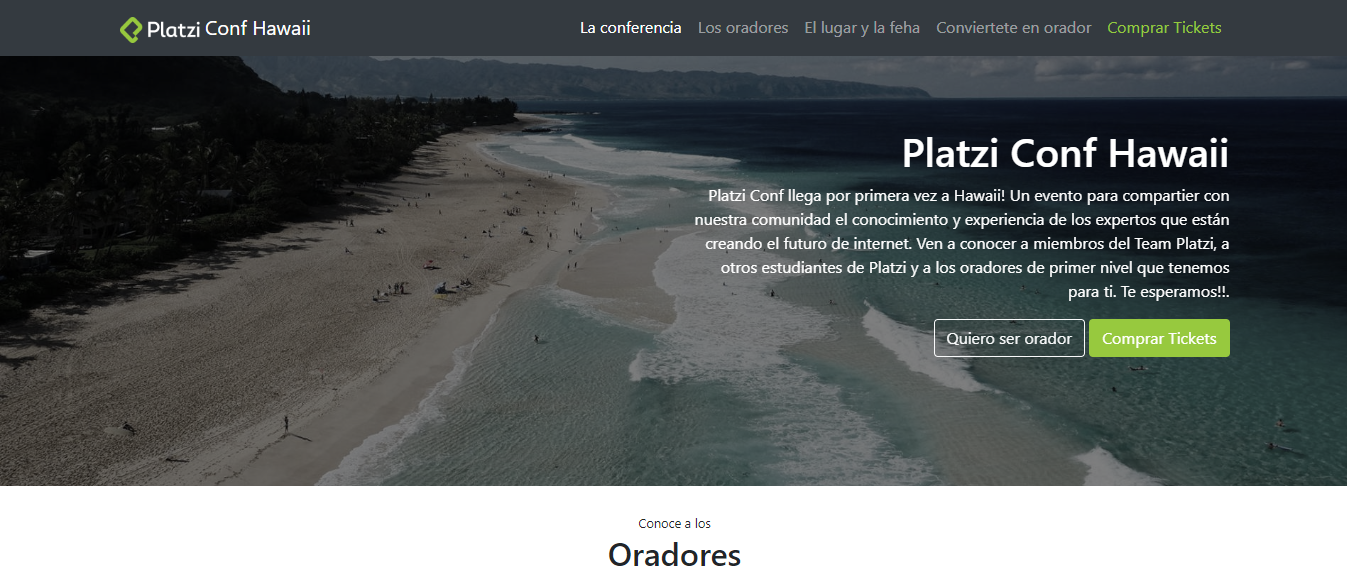 Platzi Conf Hawaii
La conferencia Los oradores El lugar y la feha Conviertete en orador Comprar Tickets
Platzi Conf Hawaii
Platzi Conf llega por primera vez a Hawaii! Un evento para compartier con
nuestra comunidad el conocimiento y experiencia de los expertos que están
creando el futuro de internet. Ven a conocer a miembros del Team Platzi, a
otros estudiantes de Platzi y a los oradores de primer nivel que tenemos
para ti. Te esperamos!!.
Quiero ser orador Comprar Tickets
Conoce a los
Oradores